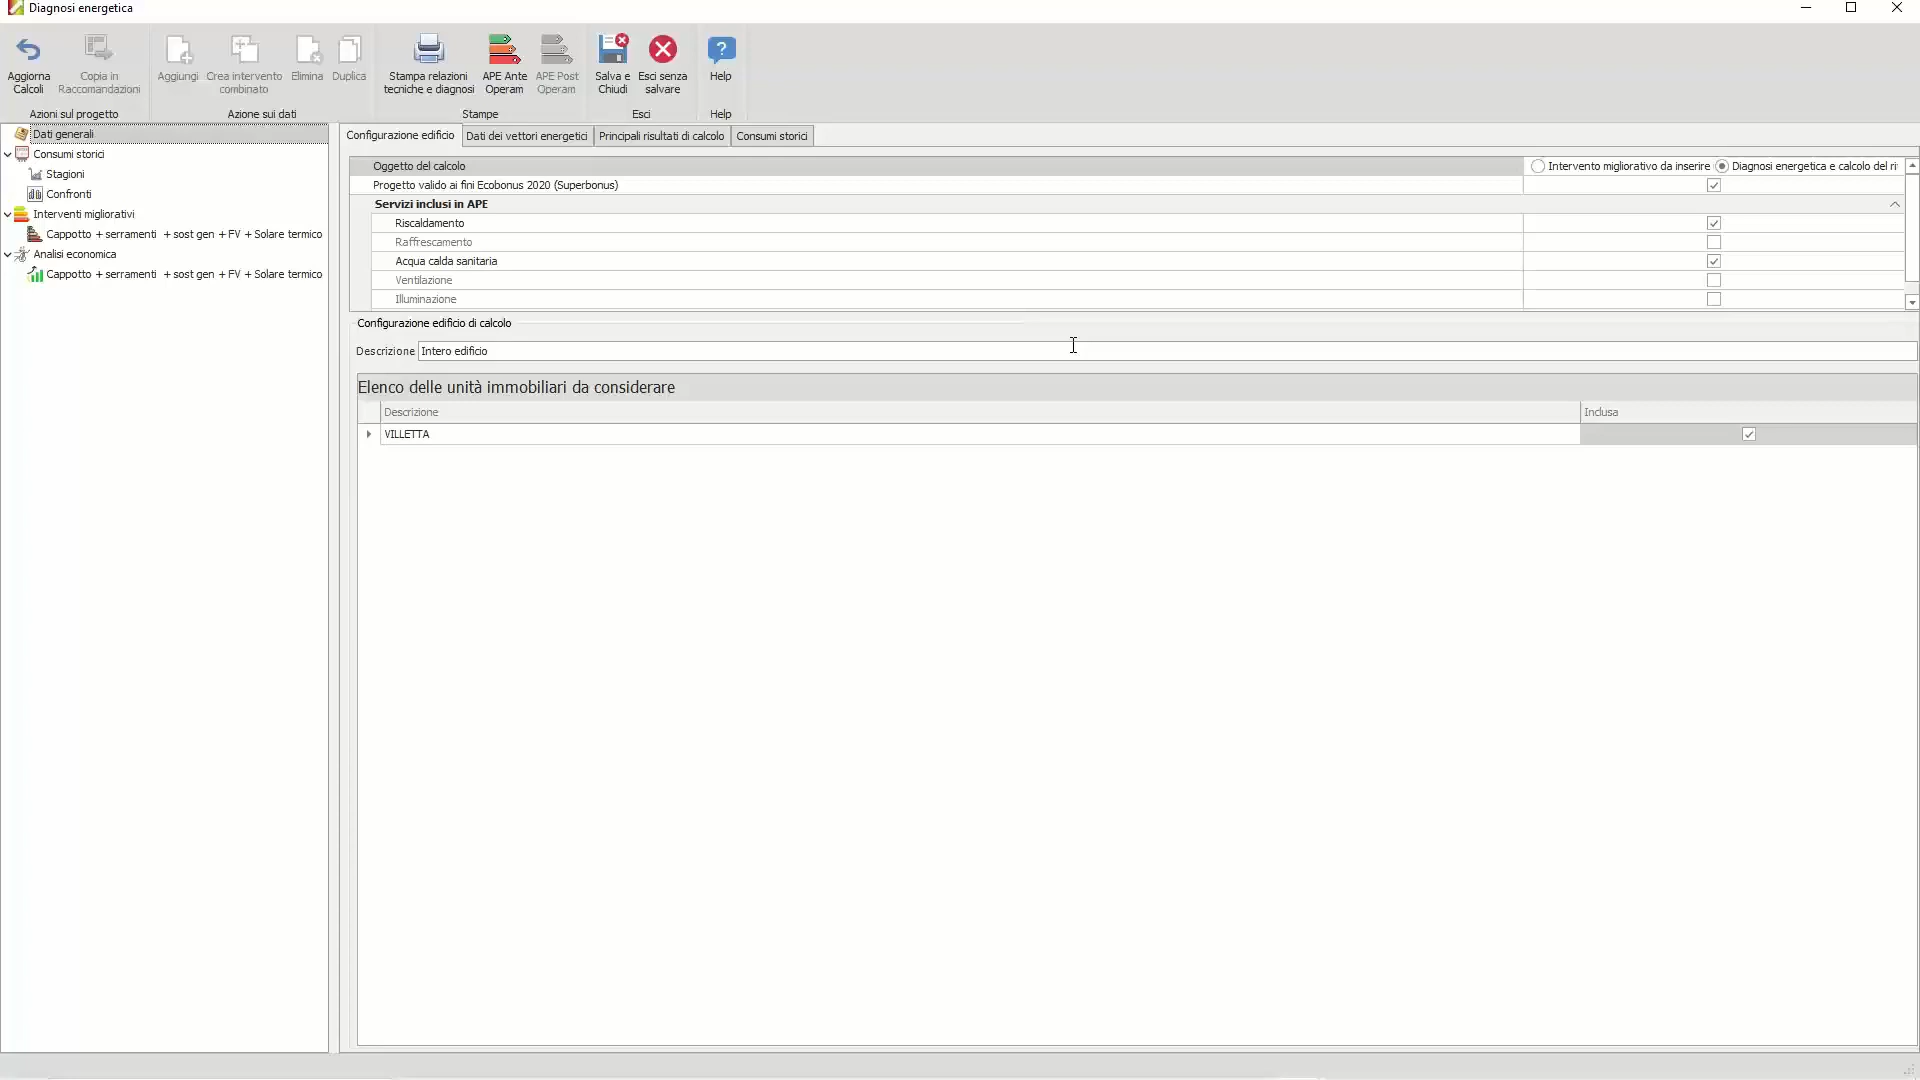 Diagnosi energetica
Aggiorna Calcoli
Copia in Raccomandazioni
Aggiungi
Crea intervento combinato
Elimina
Duplica
Stampa relazioni tecniche e diagnosi
APE Ante Operam
APE Post Operam
Salva e Chiudi
Esci senza salvare
Help
Azioni sul progetto
Azione sui dati
Stampe
Esci
Help
Dati generali
Consumi storici
Stagioni
Confronti
Interventi migliorativi
Cappotto + serramenti + sost gen + FV + Solare termico
Analisi economica
Cappotto + serramenti + sost gen + FV + Solare termico
Configurazione edificio
Dati dei vettori energetici
Principali risultati di calcolo
Consumi storici
Oggetto del calcolo
Intervento migliorativo da inserire
Diagnosi energetica e calcolo del ri
Progetto valido ai fini Ecobonus 2020 (Superbonus)
Servizi inclusi in APE
Riscaldamento
Raffrescamento
Acqua calda sanitaria
Ventilazione
Illuminazione
Configurazione edificio di calcolo
Descrizione Intero edificio
Elenco delle unità immobiliari da considerare
Descrizione
Inclusa
VILLETTA